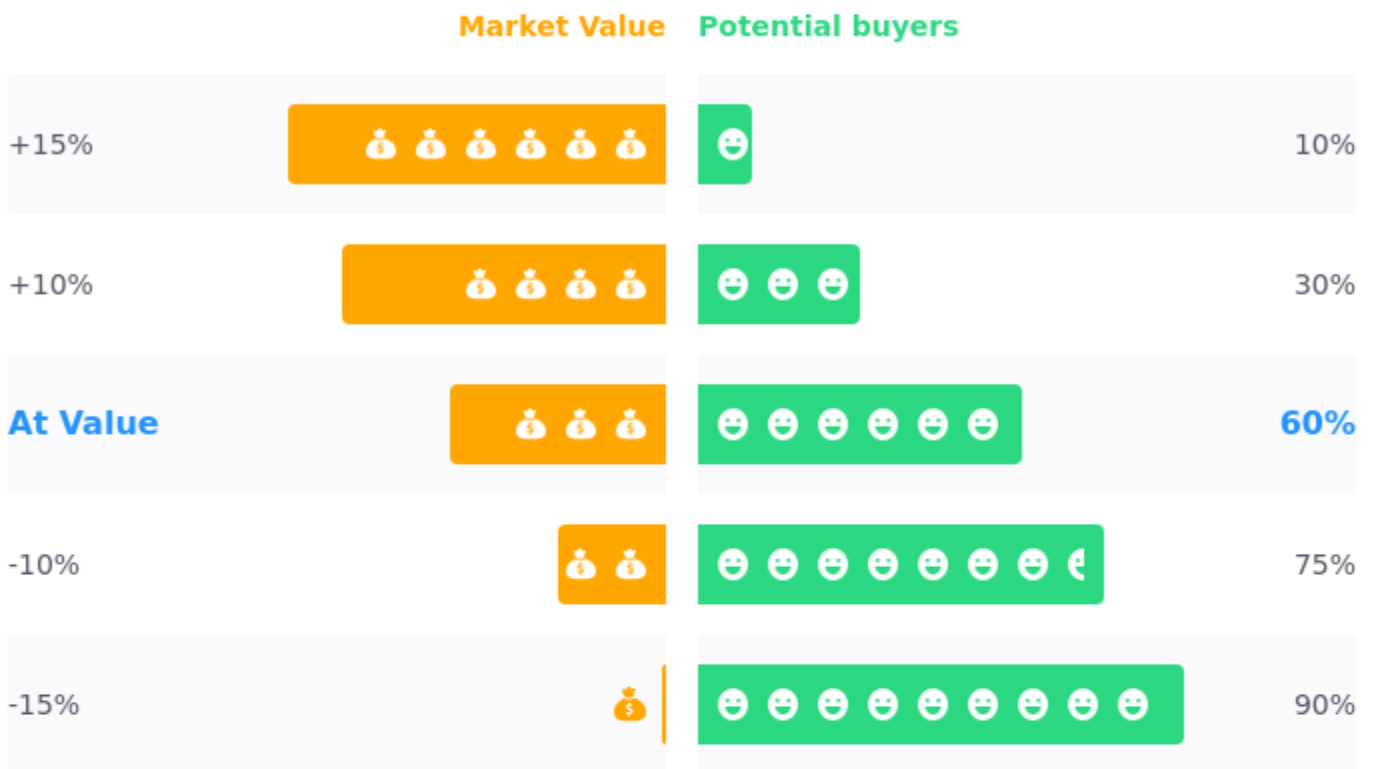 Market Value Potential buyers
+15% 10%
+10% 30%
At Value 60%
-10% 75%
-15% 90%